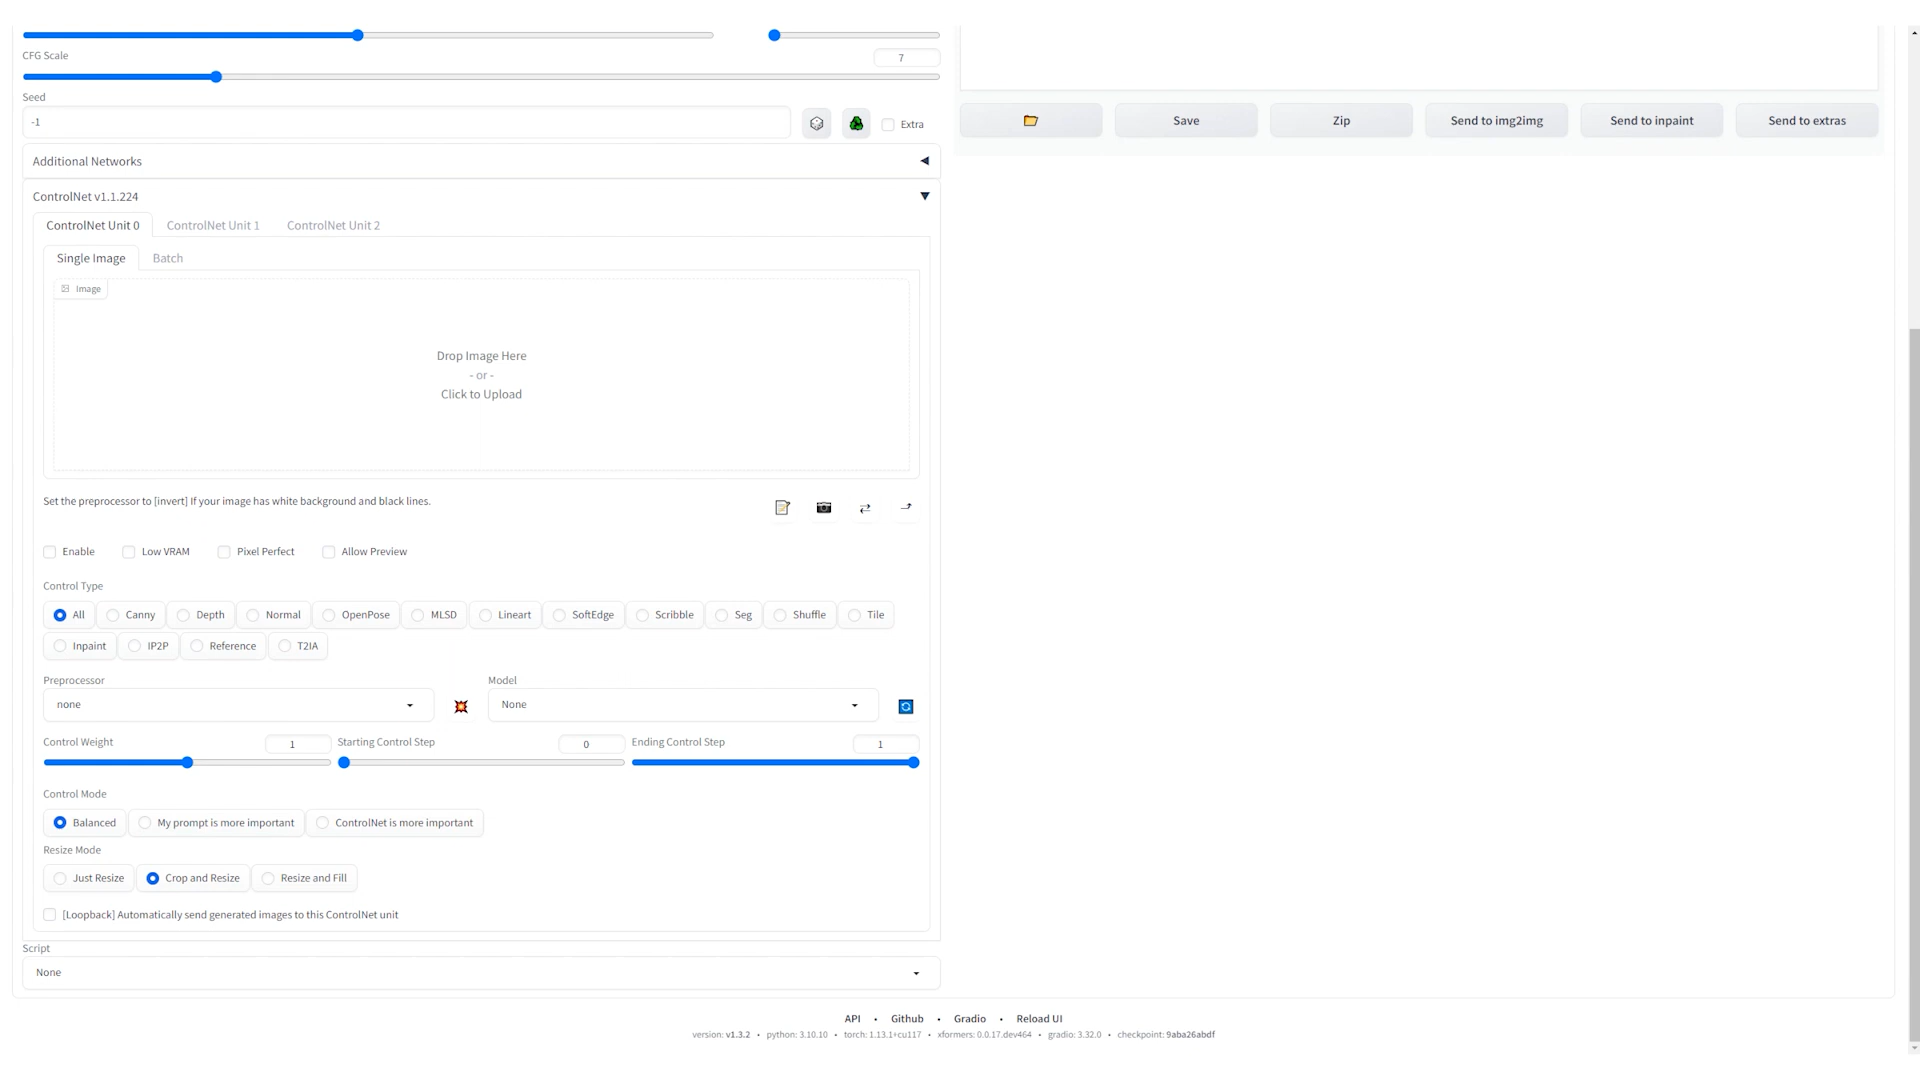 CFG Scale
7
Seed
-1
Extra
Save
Zip
Send to img2img
Send to inpaint
Send to extras
Additional Networks
ControlNet v1.1.224
ControlNet Unit 0
ControlNet Unit 1
ControlNet Unit 2
Single Image
Batch
Image
Drop Image Here
- or -
Click to Upload
Set the preprocessor to [invert] If your image has white background and black lines.
Enable
Low VRAM
Pixel Perfect
Allow Preview
Control Type
All
Canny
Depth
Normal
OpenPose
MLSD
Lineart
SoftEdge
Scribble
Seg
Shuffle
Tile
Inpaint
IP2P
Reference
T2IA
Preprocessor
none
Model
None
Control Weight
1
Starting Control Step
0
Ending Control Step
1
Control Mode
Balanced
My prompt is more important
ControlNet is more important
Resize Mode
Just Resize
Crop and Resize
Resize and Fill
[Loopback] Automatically send generated images to this ControlNet unit
Script
None
API • Github • Gradio • Reload UI
version: v1.3.2 • python: 3.10.10 • torch: 1.13.1+cu117 • xformers: 0.0.17.dev464 • gradio: 3.32.0 • checkpoint: 9aba26abdf